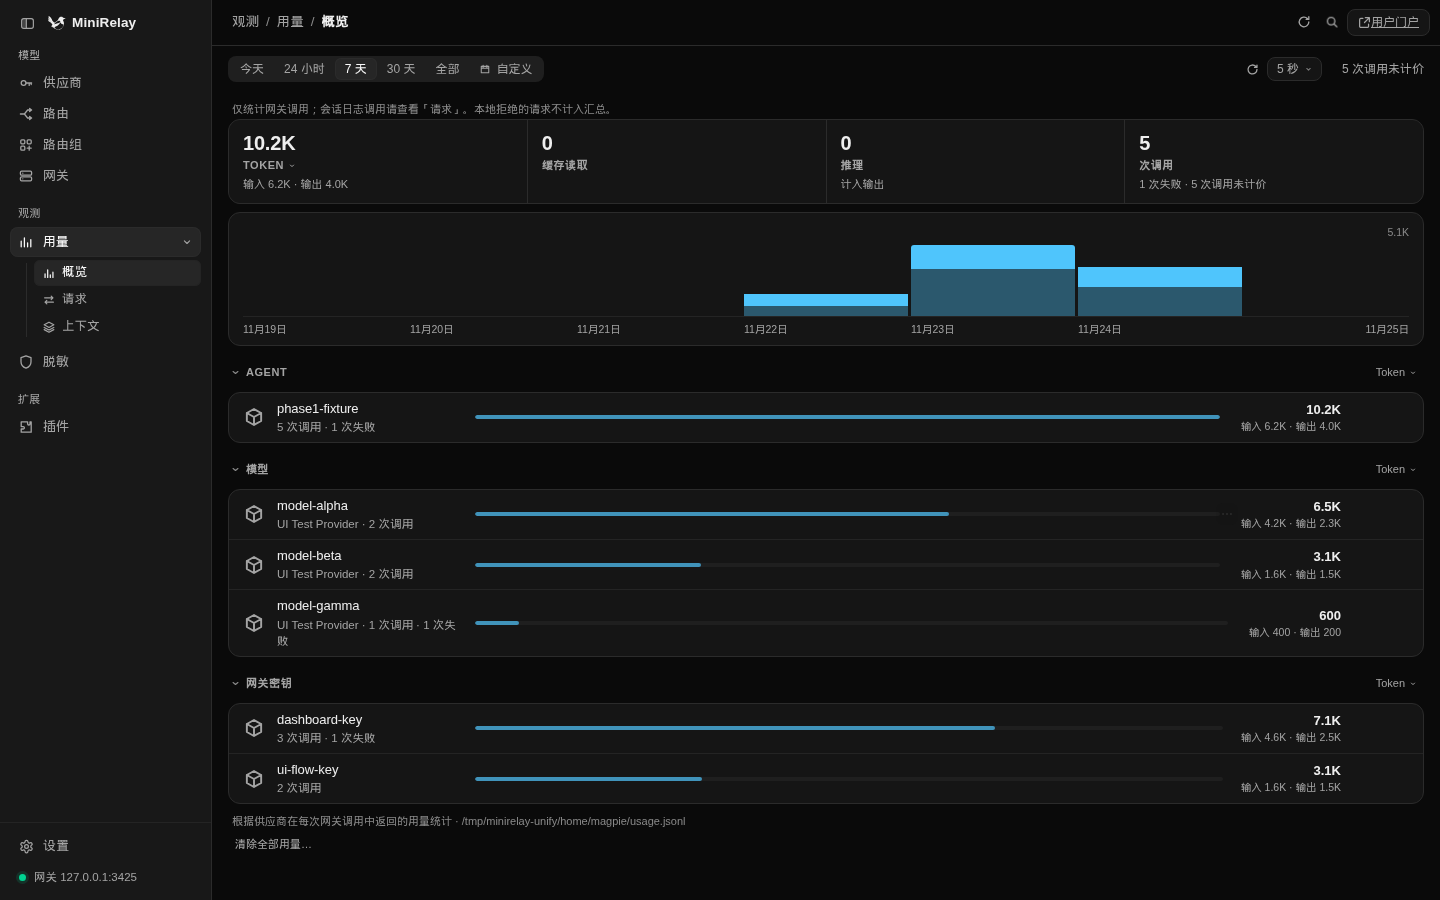 MiniRelay
模型
供应商
路由
路由组
网关
观测
用量
概览
请求
上下文
脱敏
扩展
插件
设置
网关 127.0.0.1:3425
观测 / 用量 / 概览
用户门户
今天 24 小时 7 天 30 天 全部 自定义
5 秒
5 次调用未计价
仅统计网关调用；会话日志调用请查看「请求」。本地拒绝的请求不计入汇总。
10.2K
TOKEN
输入 6.2K · 输出 4.0K
0
缓存读取
0
推理
计入输出
5
次调用
1 次失败 · 5 次调用未计价
5.1K
11月19日 11月20日 11月21日 11月22日 11月23日 11月24日 11月25日
AGENT
Token
phase1-fixture
5 次调用 · 1 次失败
10.2K
输入 6.2K · 输出 4.0K
模型
Token
model-alpha
UI Test Provider · 2 次调用
6.5K
输入 4.2K · 输出 2.3K
model-beta
UI Test Provider · 2 次调用
3.1K
输入 1.6K · 输出 1.5K
model-gamma
UI Test Provider · 1 次调用 · 1 次失
败
600
输入 400 · 输出 200
网关密钥
Token
dashboard-key
3 次调用 · 1 次失败
7.1K
输入 4.6K · 输出 2.5K
ui-flow-key
2 次调用
3.1K
输入 1.6K · 输出 1.5K
根据供应商在每次网关调用中返回的用量统计 · /tmp/minirelay-unify/home/magpie/usage.jsonl
清除全部用量…